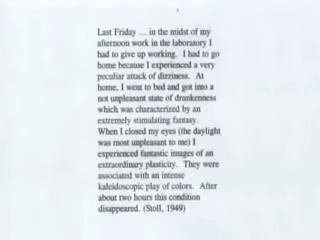 Last Friday .... in the midst of my
afternoon work in the laboratory I
had to give up working. I had to go
home because I experienced a very
peculiar attack of dizziness. At
home, I went to bed and got into a
not unpleasant state of drunkenness
which was characterized by an
extremely stimulating fantasy.
When I closed my eyes (the daylight
was most unpleasant to me) I
experienced fantastic images of an
extraordinary plasticity. They were
associated with an intense
kaleidoscopic play of colors. After
about two hours this condition
disappeared. (Stoll, 1949)